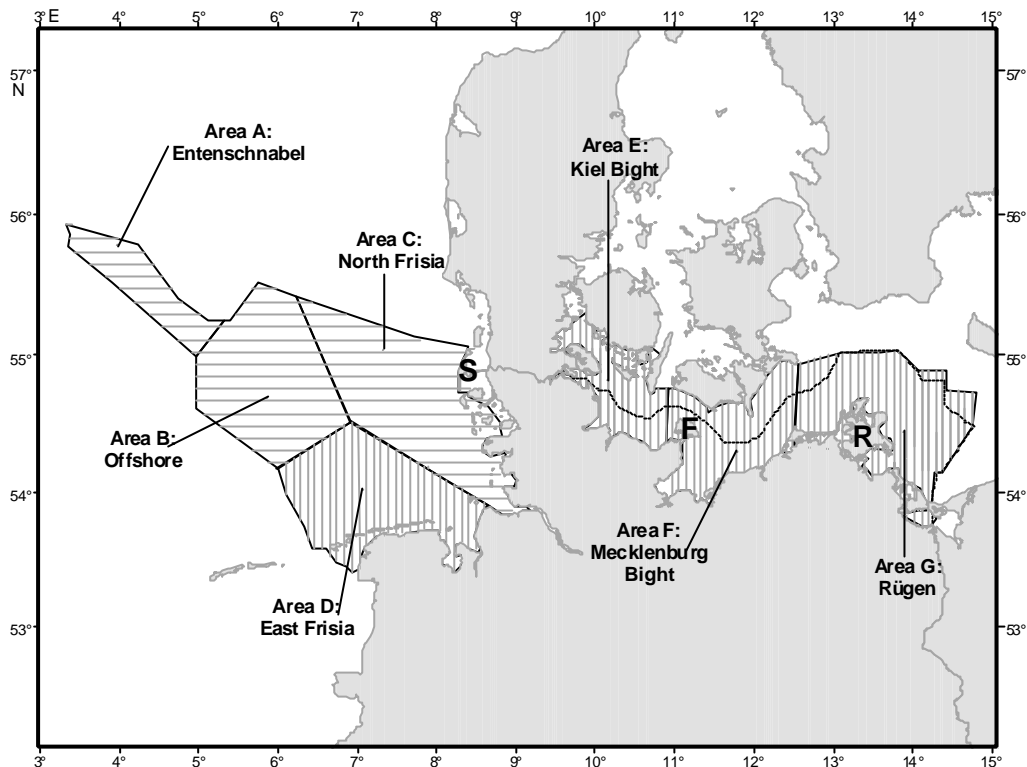 3° E 4° 5° 6° 7° 8° 9° 10° 11° 12° 13° 14° 15°
57°
N
57°
Area A:
Entenschnabel
Area E:
Kiel Bight
56°
56°
Area C:
North Frisia
55°
55°
S
F
R
Area B:
Offshore
54°
54°
Area F:
Mecklenburg
Bight
Area G:
Rügen
Area D:
East Frisia
53°
53°
3° 4° 5° 6° 7° 8° 9° 10° 11° 12° 13° 14° 15°